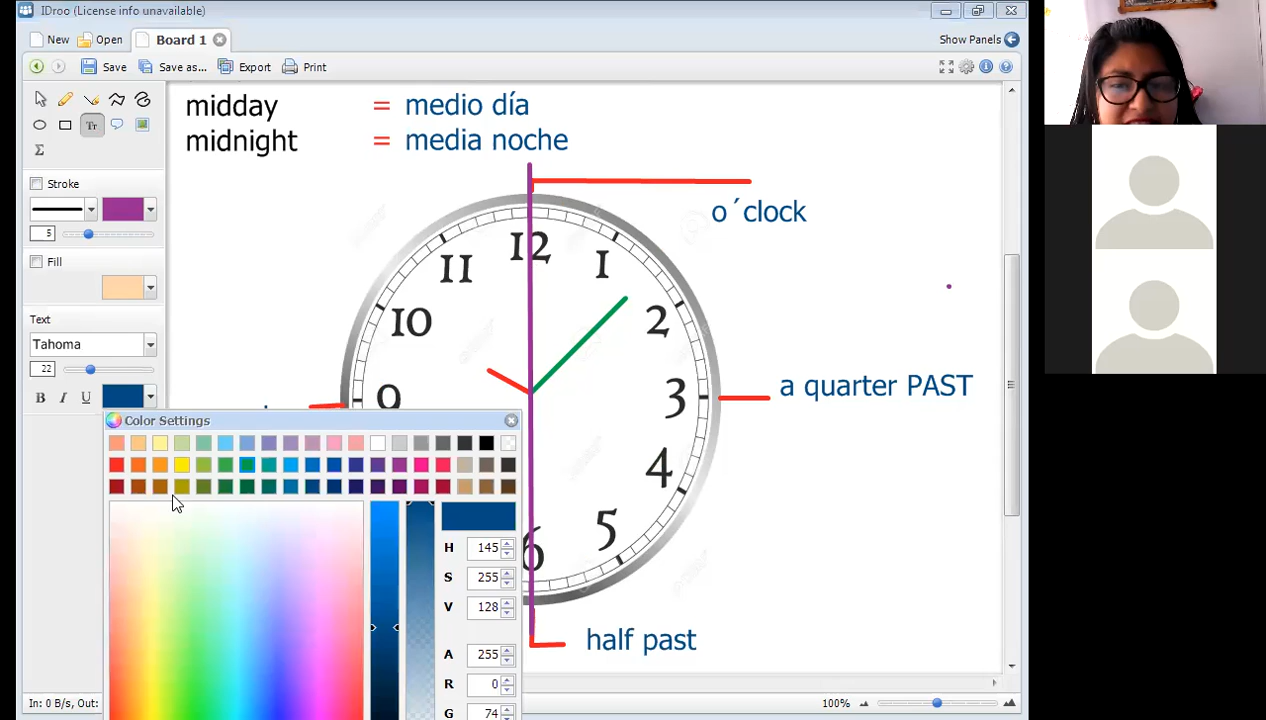 IDroo (License info unavailable)
New Open Board 1 Show Panels
Save Save as... Export Print
midday = medio día
midnight = media noche
Tr
Σ
Stroke
5
Fill
Text
Tahoma
22
B I U
o´clock
12
11 1
10 2
9 3
4
6 5
a quarter PAST
half past
Color Settings
H 145
S 255
V 128
A 255
R 0
G 74
In: 0 B/s, Out:
100%